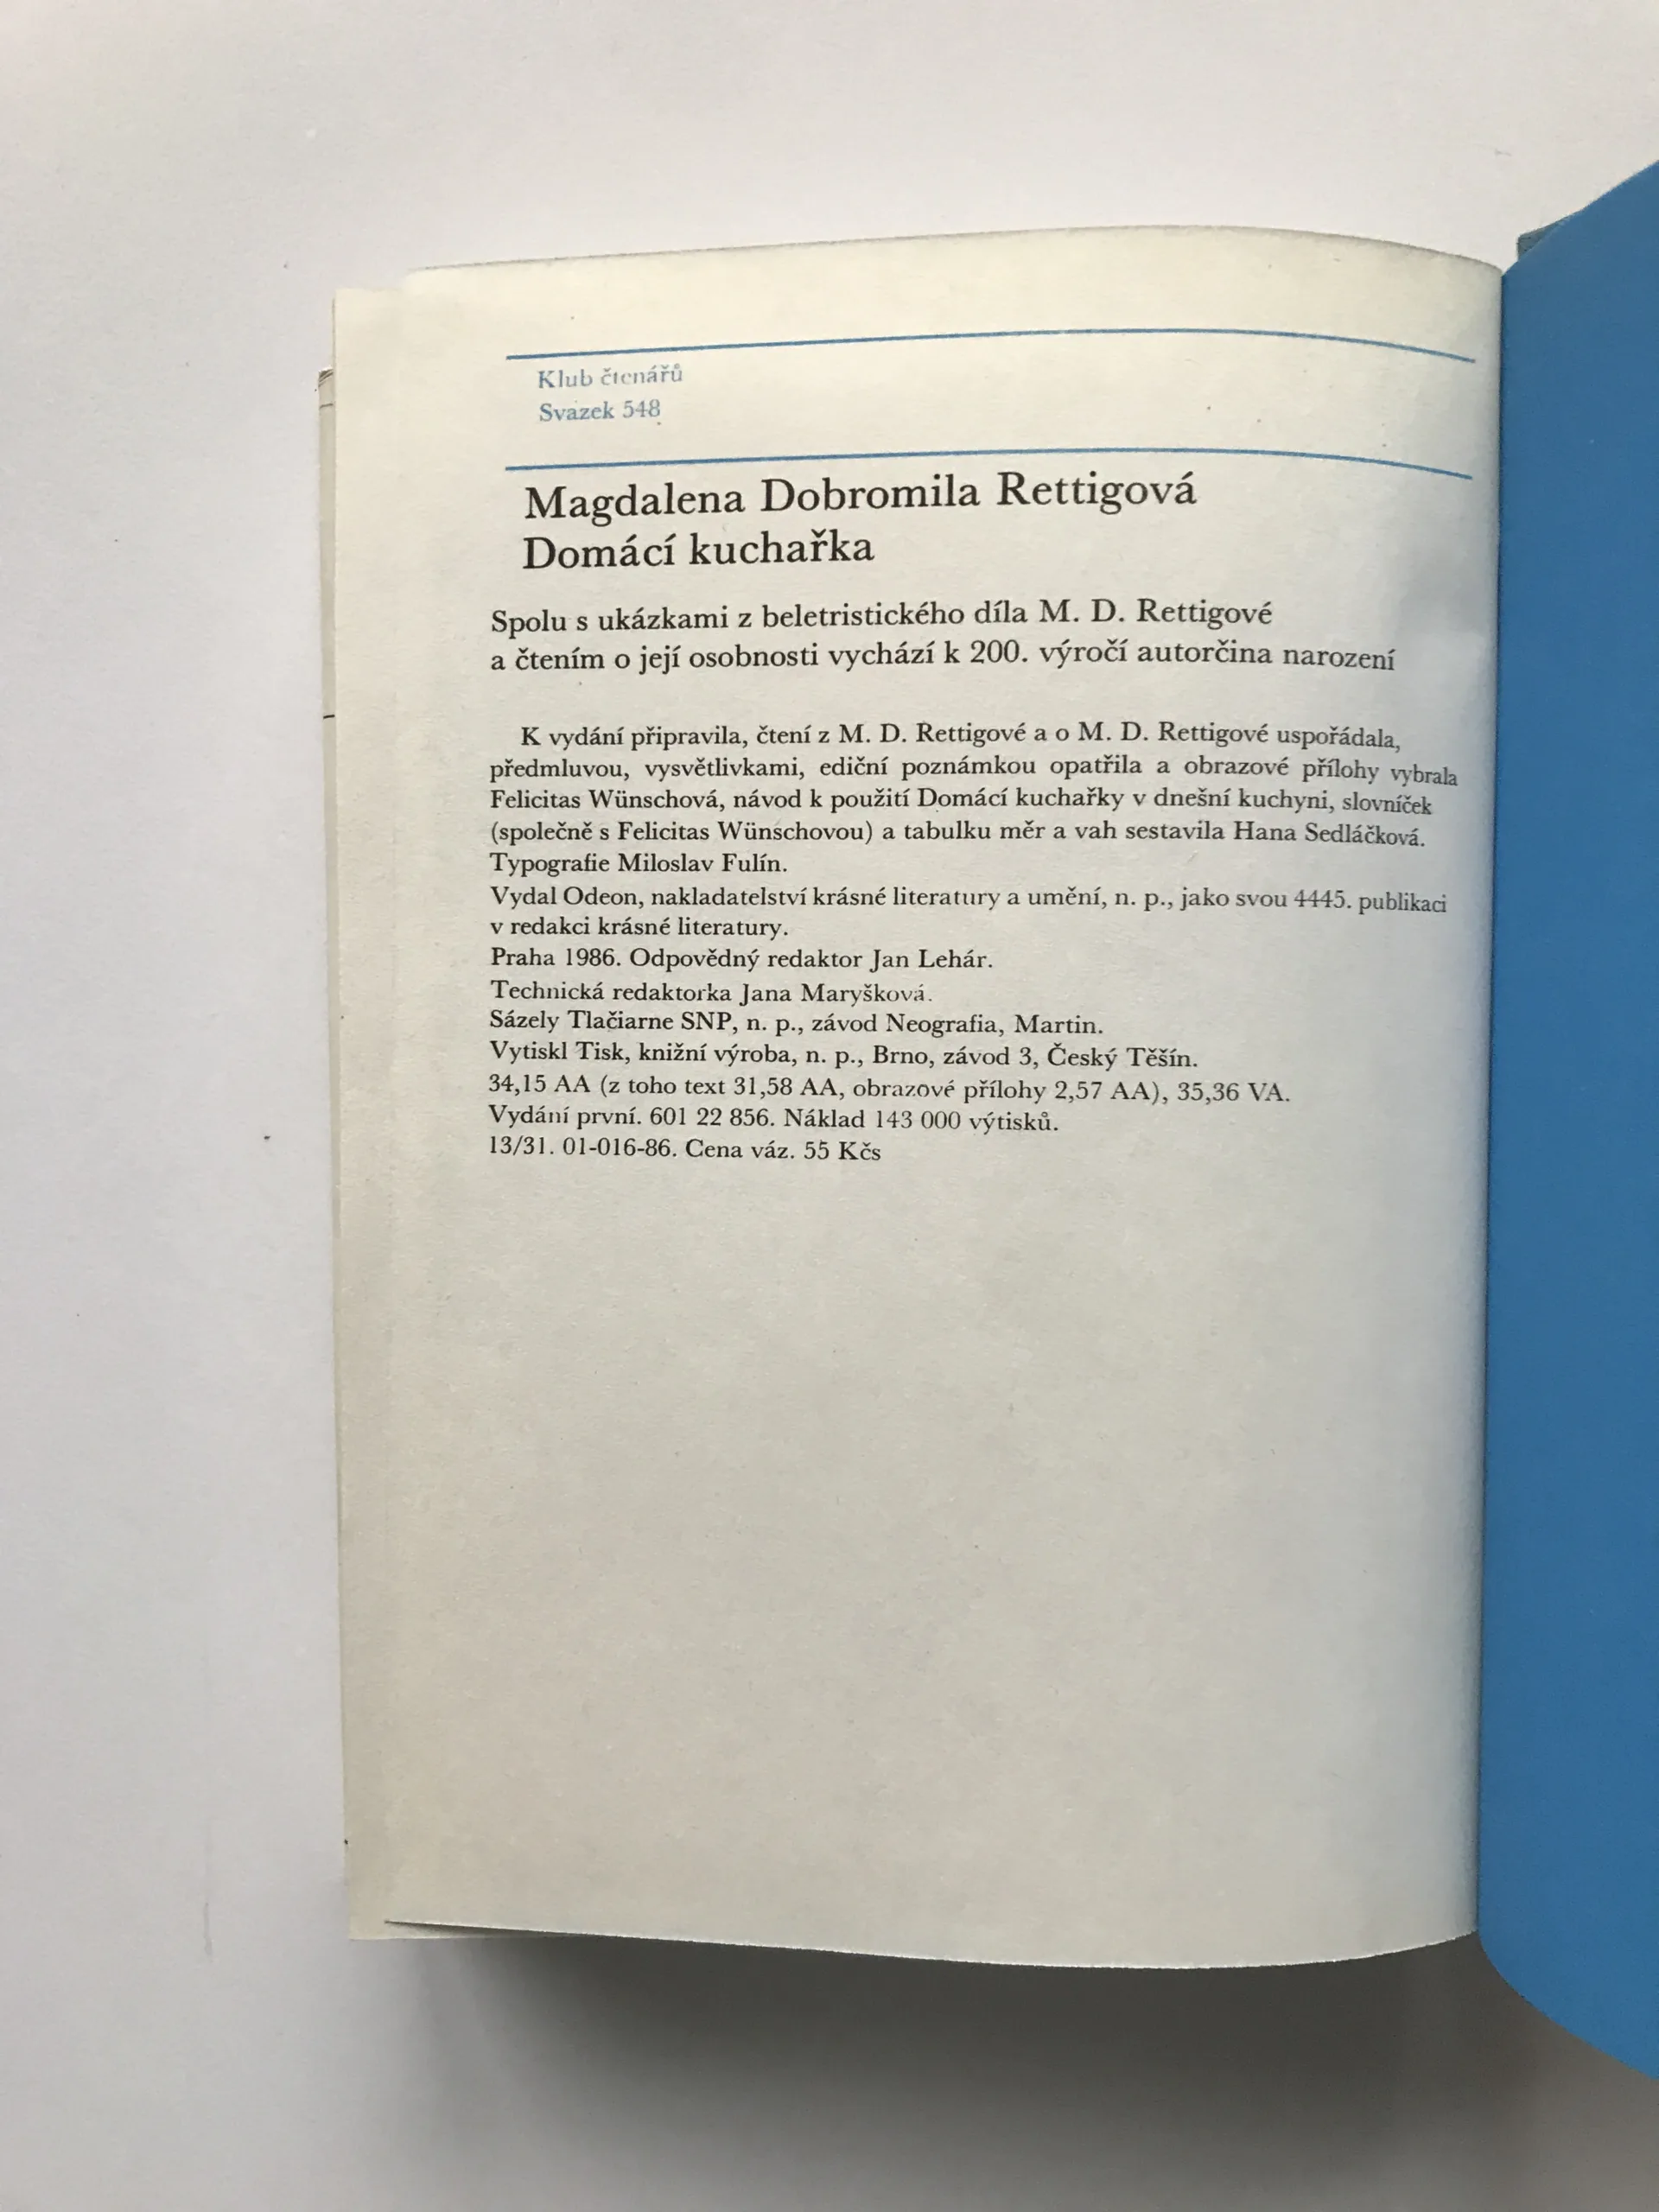 Klub čtenářů
Svazek 548
Magdalena Dobromila Rettigová
Domácí kuchařka
Spolu s ukázkami z beletristického díla M. D. Rettigové
a čtením o její osobnosti vychází k 200. výročí autorčina narození
K vydání připravila, čtení z M. D. Rettigové a o M. D. Rettigové uspořádala,
předmluvou, vysvětlivkami, ediční poznámkou opatřila a obrazové přílohy vybrala
Felicitas Wünschová, návod k použití Domácí kuchařky v dnešní kuchyni, slovníček
(společně s Felicitas Wünschovou) a tabulku měr a vah sestavila Hana Sedláčková.
Typografie Miloslav Fulín.
Vydal Odeon, nakladatelství krásné literatury a umění, n. p., jako svou 4445. publikaci
v redakci krásné literatury.
Praha 1986. Odpovědný redaktor Jan Lehár.
Technická redaktorka Jana Maryšková.
Sázely Tlačiarne SNP, n. p., závod Neografia, Martin.
Vytiskl Tisk, knižní výroba, n. p., Brno, závod 3, Český Těšín.
34,15 AA (z toho text 31,58 AA, obrazové přílohy 2,57 AA), 35,36 VA.
Vydání první. 601 22 856. Náklad 143 000 výtisků.
13/31. 01-016-86. Cena váz. 55 Kčs